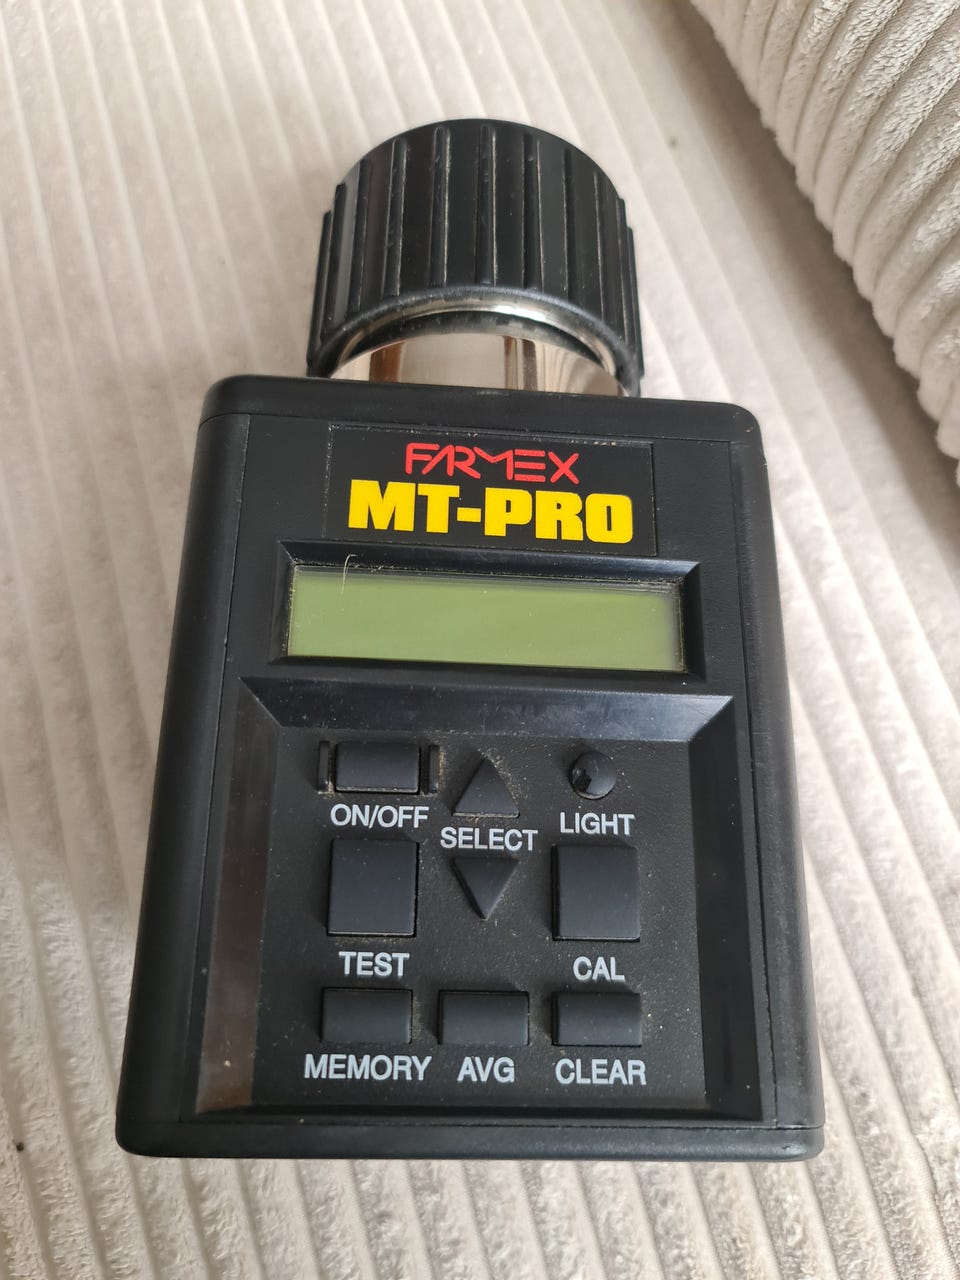 FARMEX
MT-PRO
ON/OFF
SELECT
LIGHT
TEST
CAL
MEMORY
AVG
CLEAR